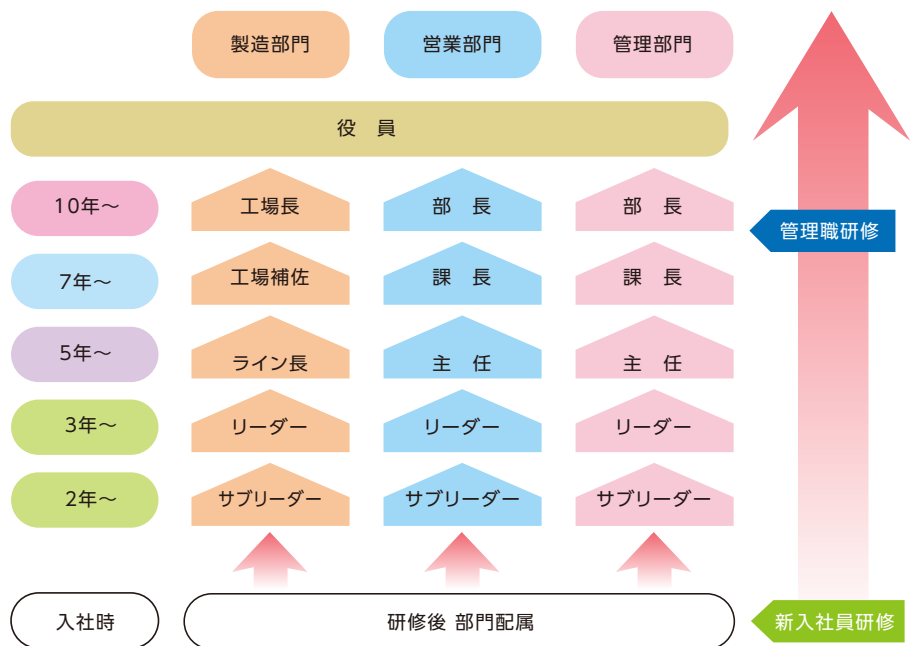 製造部門
営業部門
管理部門
役 員
10年〜
工場長
部 長
部 長
管理職研修
7年〜
工場補佐
課 長
課 長
5年〜
ライン長
主 任
主 任
3年〜
リーダー
リーダー
リーダー
2年〜
サブリーダー
サブリーダー
サブリーダー
入社時
研修後 部門配属
新入社員研修